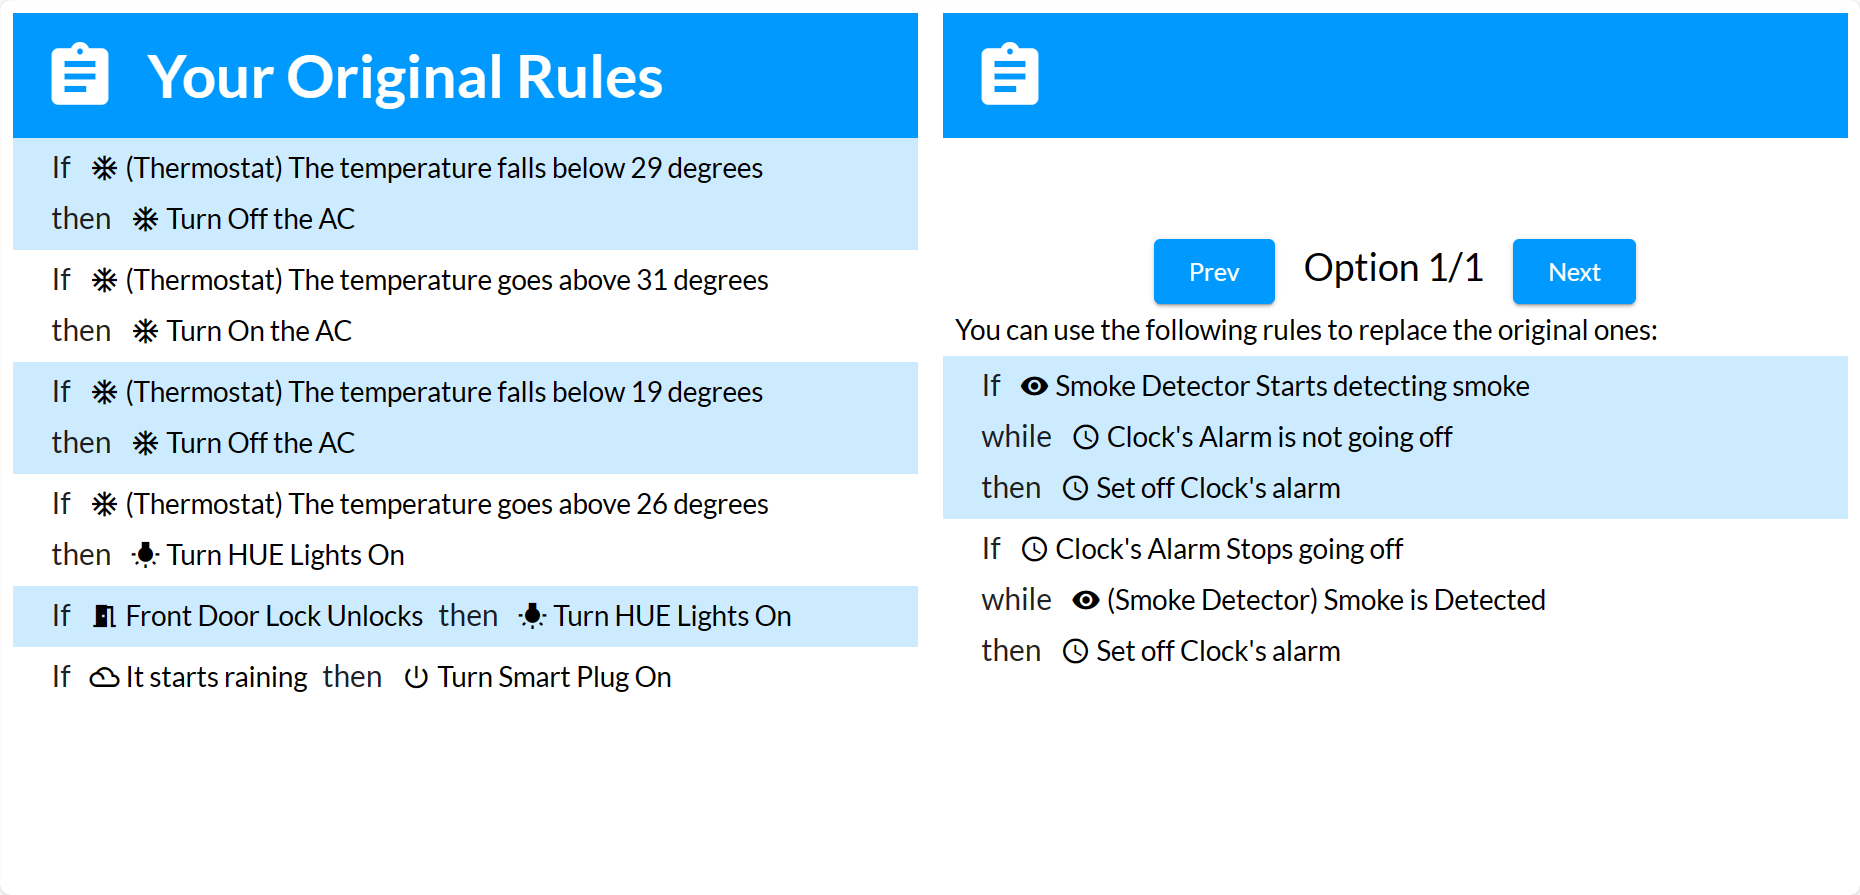 Your Original Rules
If (Thermostat) The temperature falls below 29 degrees
then Turn Off the AC
If (Thermostat) The temperature goes above 31 degrees
then Turn On the AC
If (Thermostat) The temperature falls below 19 degrees
then Turn Off the AC
If (Thermostat) The temperature goes above 26 degrees
then Turn HUE Lights On
If Front Door Lock Unlocks then Turn HUE Lights On
If It starts raining then Turn Smart Plug On
Prev Option 1/1 Next
You can use the following rules to replace the original ones:
If Smoke Detector Starts detecting smoke
while Clock's Alarm is not going off
then Set off Clock's alarm
If Clock's Alarm Stops going off
while (Smoke Detector) Smoke is Detected
then Set off Clock's alarm